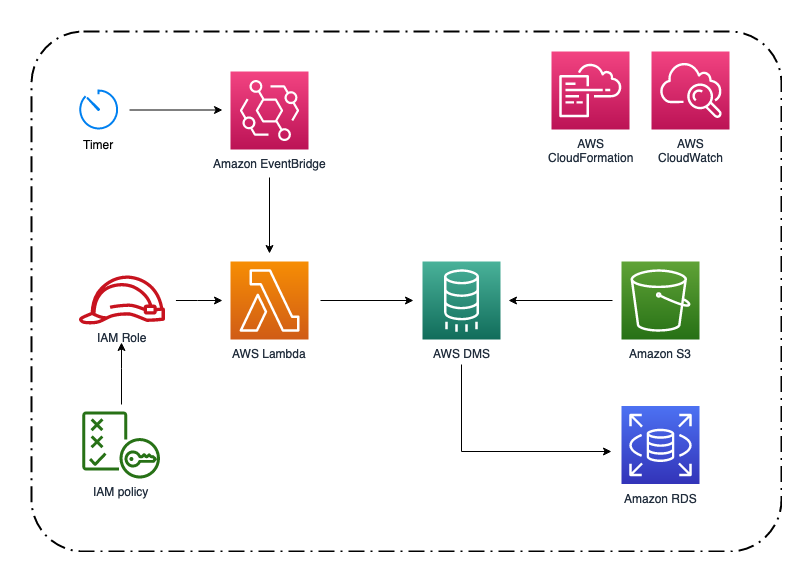 Timer
Amazon EventBridge
AWS
CloudFormation
AWS
CloudWatch
IAM Role
AWS Lambda
AWS DMS
Amazon S3
IAM policy
Amazon RDS